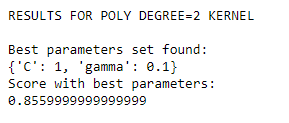 RESULTS FOR POLY DEGREE=2 KERNEL
Best parameters set found:
{'C': 1, 'gamma': 0.1}
Score with best parameters:
0.8559999999999999